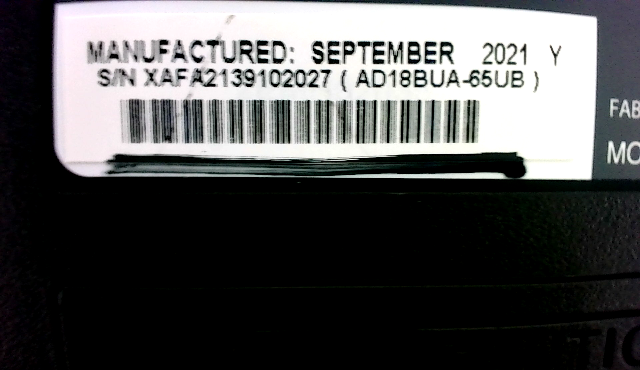 MANUFACTURED: SEPTEMBER 2021 Y
S/N XAFA2139102027 ( AD18BUA-65UB )
FAB
MO